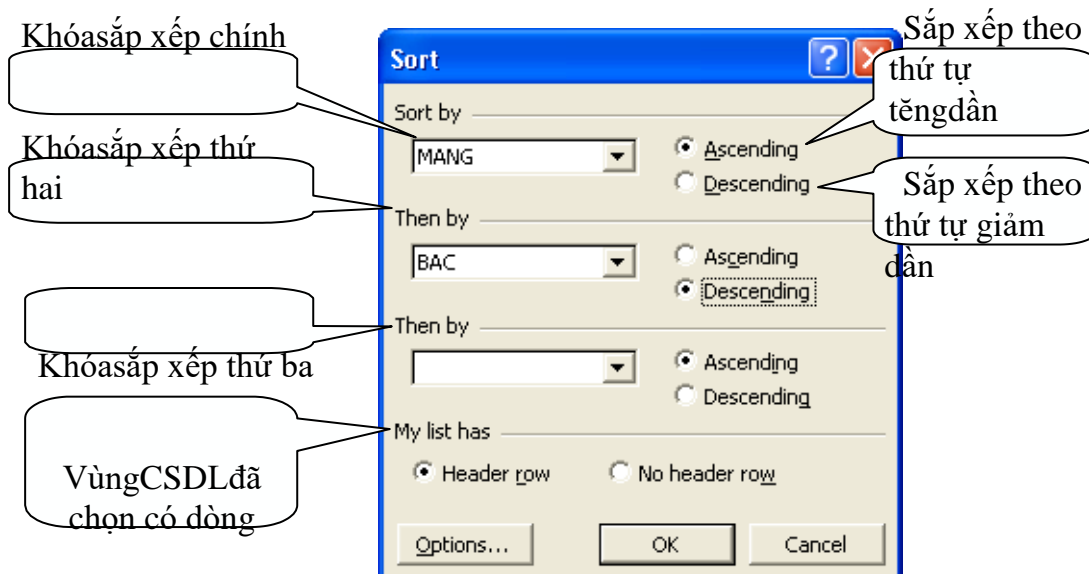 Khóasắp xếp chính
Sắp xếp theo
thứ tự
tĕngdần
Sort
Sort by
MANG
Ascending
Descending
Khóasắp xếp thứ
hai
Sắp xếp theo
thứ tự giảm
dần
Then by
BAC
Ascending
Descending
Then by
Khóasắp xếp thứ ba
Ascending
Descending
My list has
Header row
No header row
VùngCSDLđã
chọn có dòng
Options...
OK
Cancel